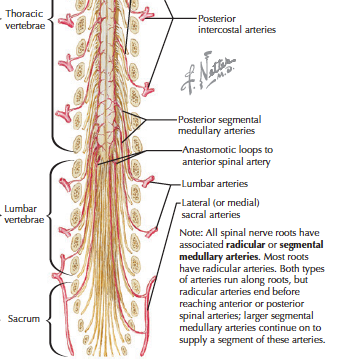 Thoracic
vertebrae
Posterior
intercostal arteries
F. Netter
M.D.
Posterior segmental
medullary arteries
Anastomotic loops to
anterior spinal artery
Lumbar arteries
Lumbar
vertebrae
Lateral (or medial)
sacral arteries
Note: All spinal nerve roots have
associated radicular or segmental
medullary arteries. Most roots
have radicular arteries. Both types
of arteries run along roots, but
radicular arteries end before
reaching anterior or posterior
spinal arteries; larger segmental
medullary arteries continue on to
supply a segment of these arteries.
Sacrum